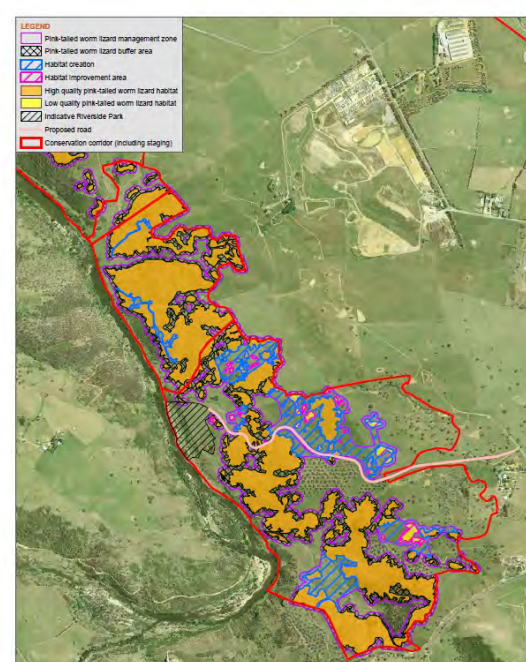 LEGEND
Pink-tailed worm lizard management zone
Pink-tailed worm lizard buffer area
Habitat creation
Habitat improvement area
High quality pink-tailed worm lizard habitat
Low quality pink-tailed worm lizard habitat
Indicative Riverside Park
Proposed road
Conservation corridor (including staging)